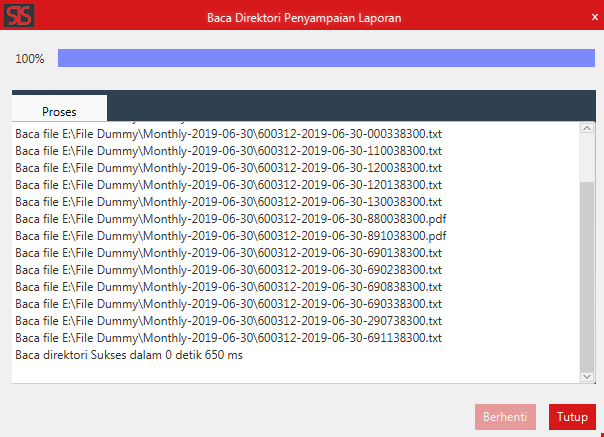 SIS
Baca Direktori Penyampaian Laporan
x
100%
Proses
Baca file E:\File Dummy\Monthly-2019-06-30\600312-2019-06-30-000338300.txt
Baca file E:\File Dummy\Monthly-2019-06-30\600312-2019-06-30-110038300.txt
Baca file E:\File Dummy\Monthly-2019-06-30\600312-2019-06-30-120038300.txt
Baca file E:\File Dummy\Monthly-2019-06-30\600312-2019-06-30-120138300.txt
Baca file E:\File Dummy\Monthly-2019-06-30\600312-2019-06-30-130038300.txt
Baca file E:\File Dummy\Monthly-2019-06-30\600312-2019-06-30-880038300.pdf
Baca file E:\File Dummy\Monthly-2019-06-30\600312-2019-06-30-891038300.pdf
Baca file E:\File Dummy\Monthly-2019-06-30\600312-2019-06-30-690138300.txt
Baca file E:\File Dummy\Monthly-2019-06-30\600312-2019-06-30-690238300.txt
Baca file E:\File Dummy\Monthly-2019-06-30\600312-2019-06-30-690838300.txt
Baca file E:\File Dummy\Monthly-2019-06-30\600312-2019-06-30-690338300.txt
Baca file E:\File Dummy\Monthly-2019-06-30\600312-2019-06-30-290738300.txt
Baca file E:\File Dummy\Monthly-2019-06-30\600312-2019-06-30-691138300.txt
Baca direktori Sukses dalam 0 detik 650 ms
Berhenti
Tutup